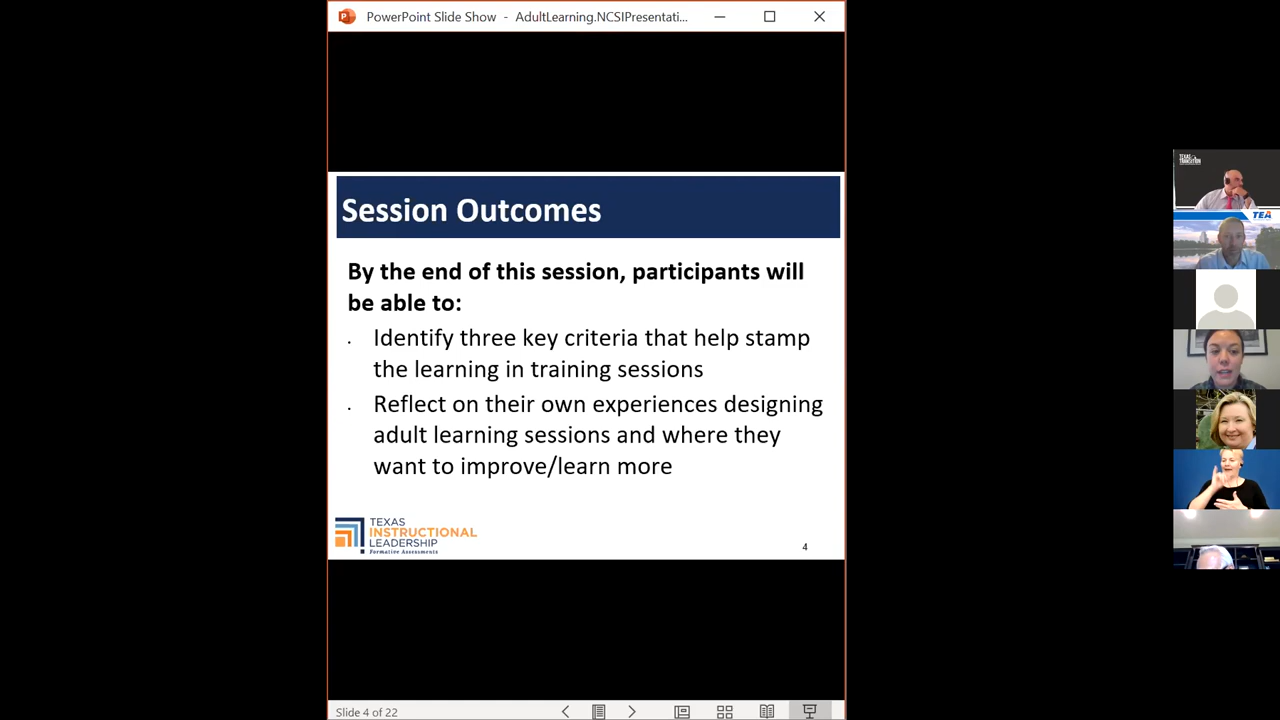 PowerPoint Slide Show - AdultLearning.NCSIPresentati...
Session Outcomes
By the end of this session, participants will
be able to:
· Identify three key criteria that help stamp
the learning in training sessions
· Reflect on their own experiences designing
adult learning sessions and where they
want to improve/learn more
TEXAS
INSTRUCTIONAL
LEADERSHIP
Formative Assessments
4
Slide 4 of 22
TEXAS
TRANSITION
TEA